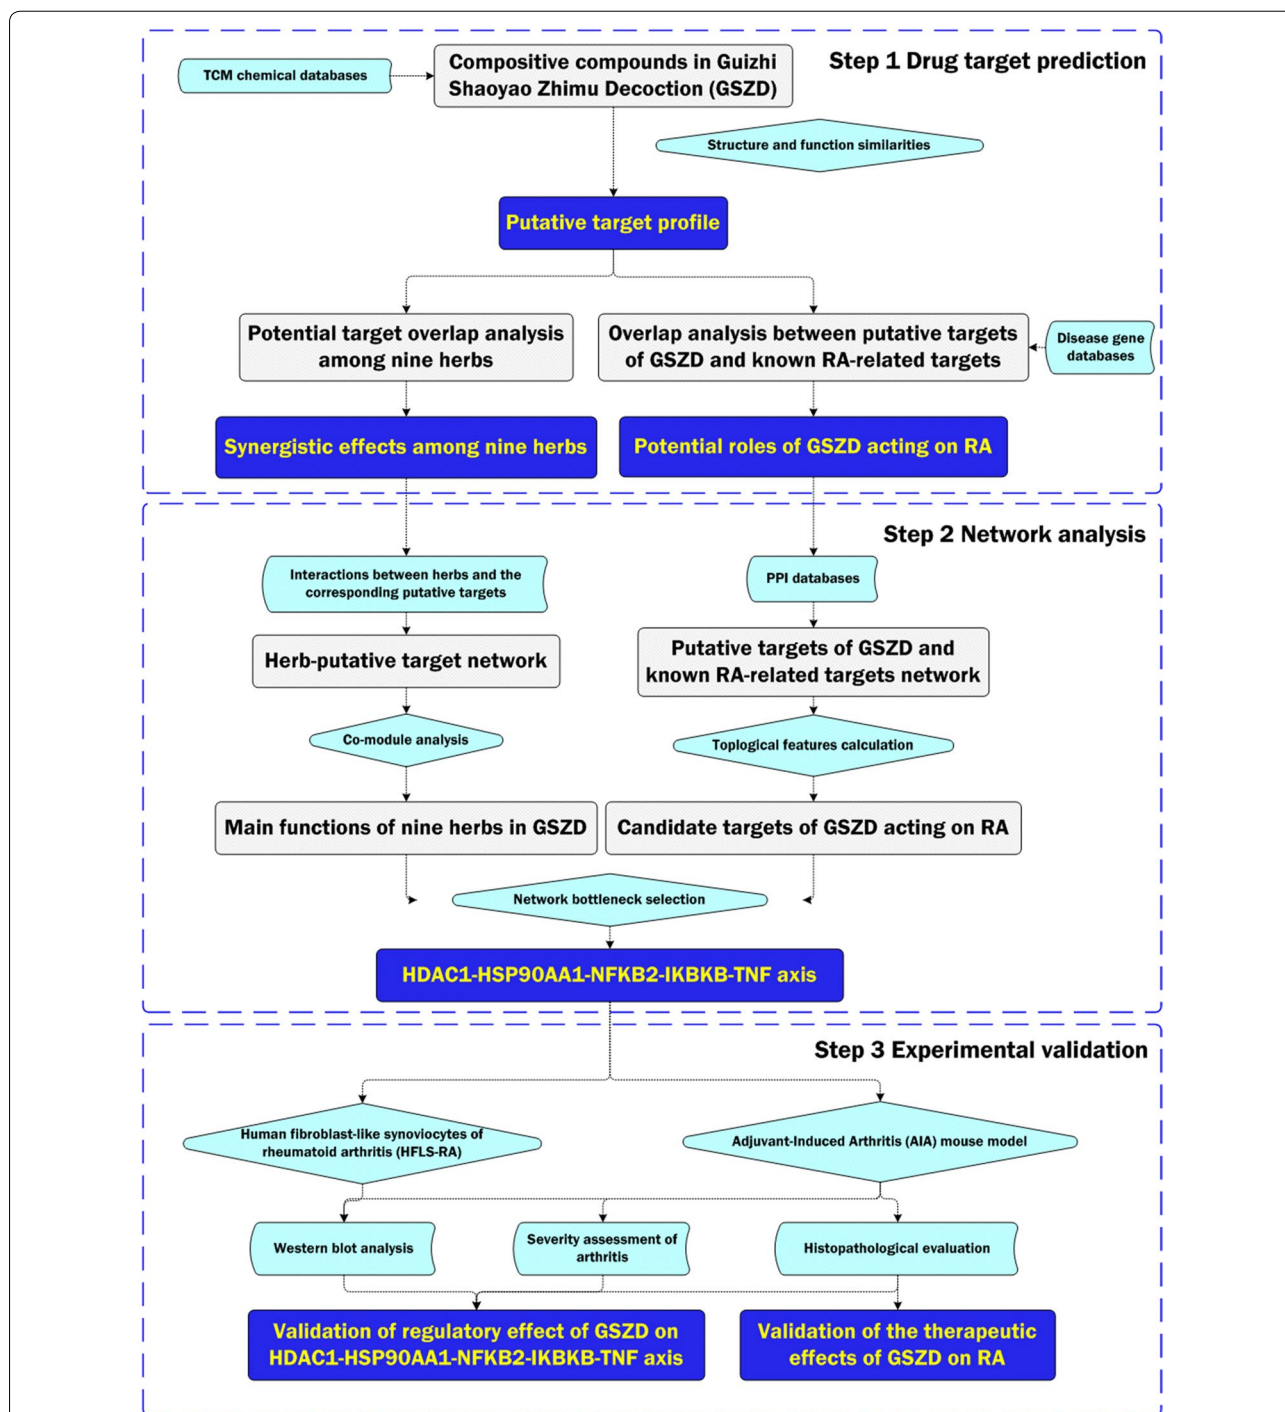 Step 1 Drug target prediction
TCM chemical databases
Compositive compounds in Guizhi
Shaoyao Zhimu Decoction (GSZD)
Structure and function similarities
Putative target profile
Potential target overlap analysis
among nine herbs
Overlap analysis between putative targets
of GSZD and known RA-related targets
Disease gene
databases
Synergistic effects among nine herbs
Potential roles of GSZD acting on RA
Step 2 Network analysis
Interactions between herbs and the
corresponding putative targets
PPI databases
Herb-putative target network
Putative targets of GSZD and
known RA-related targets network
Co-module analysis
Toplogical features calculation
Main functions of nine herbs in GSZD
Candidate targets of GSZD acting on RA
Network bottleneck selection
HDAC1-HSP90AA1-NFKB2-IKBKB-TNF axis
Step 3 Experimental validation
Human fibroblast-like synoviocytes of
rheumatoid arthritis (HFLS-RA)
Adjuvant-Induced Arthritis (AIA) mouse model
Western blot analysis
Severity assessment of
arthritis
Histopathological evaluation
Validation of regulatory effect of GSZD on
HDAC1-HSP90AA1-NFKB2-IKBKB-TNF axis
Validation of the therapeutic
effects of GSZD on RA